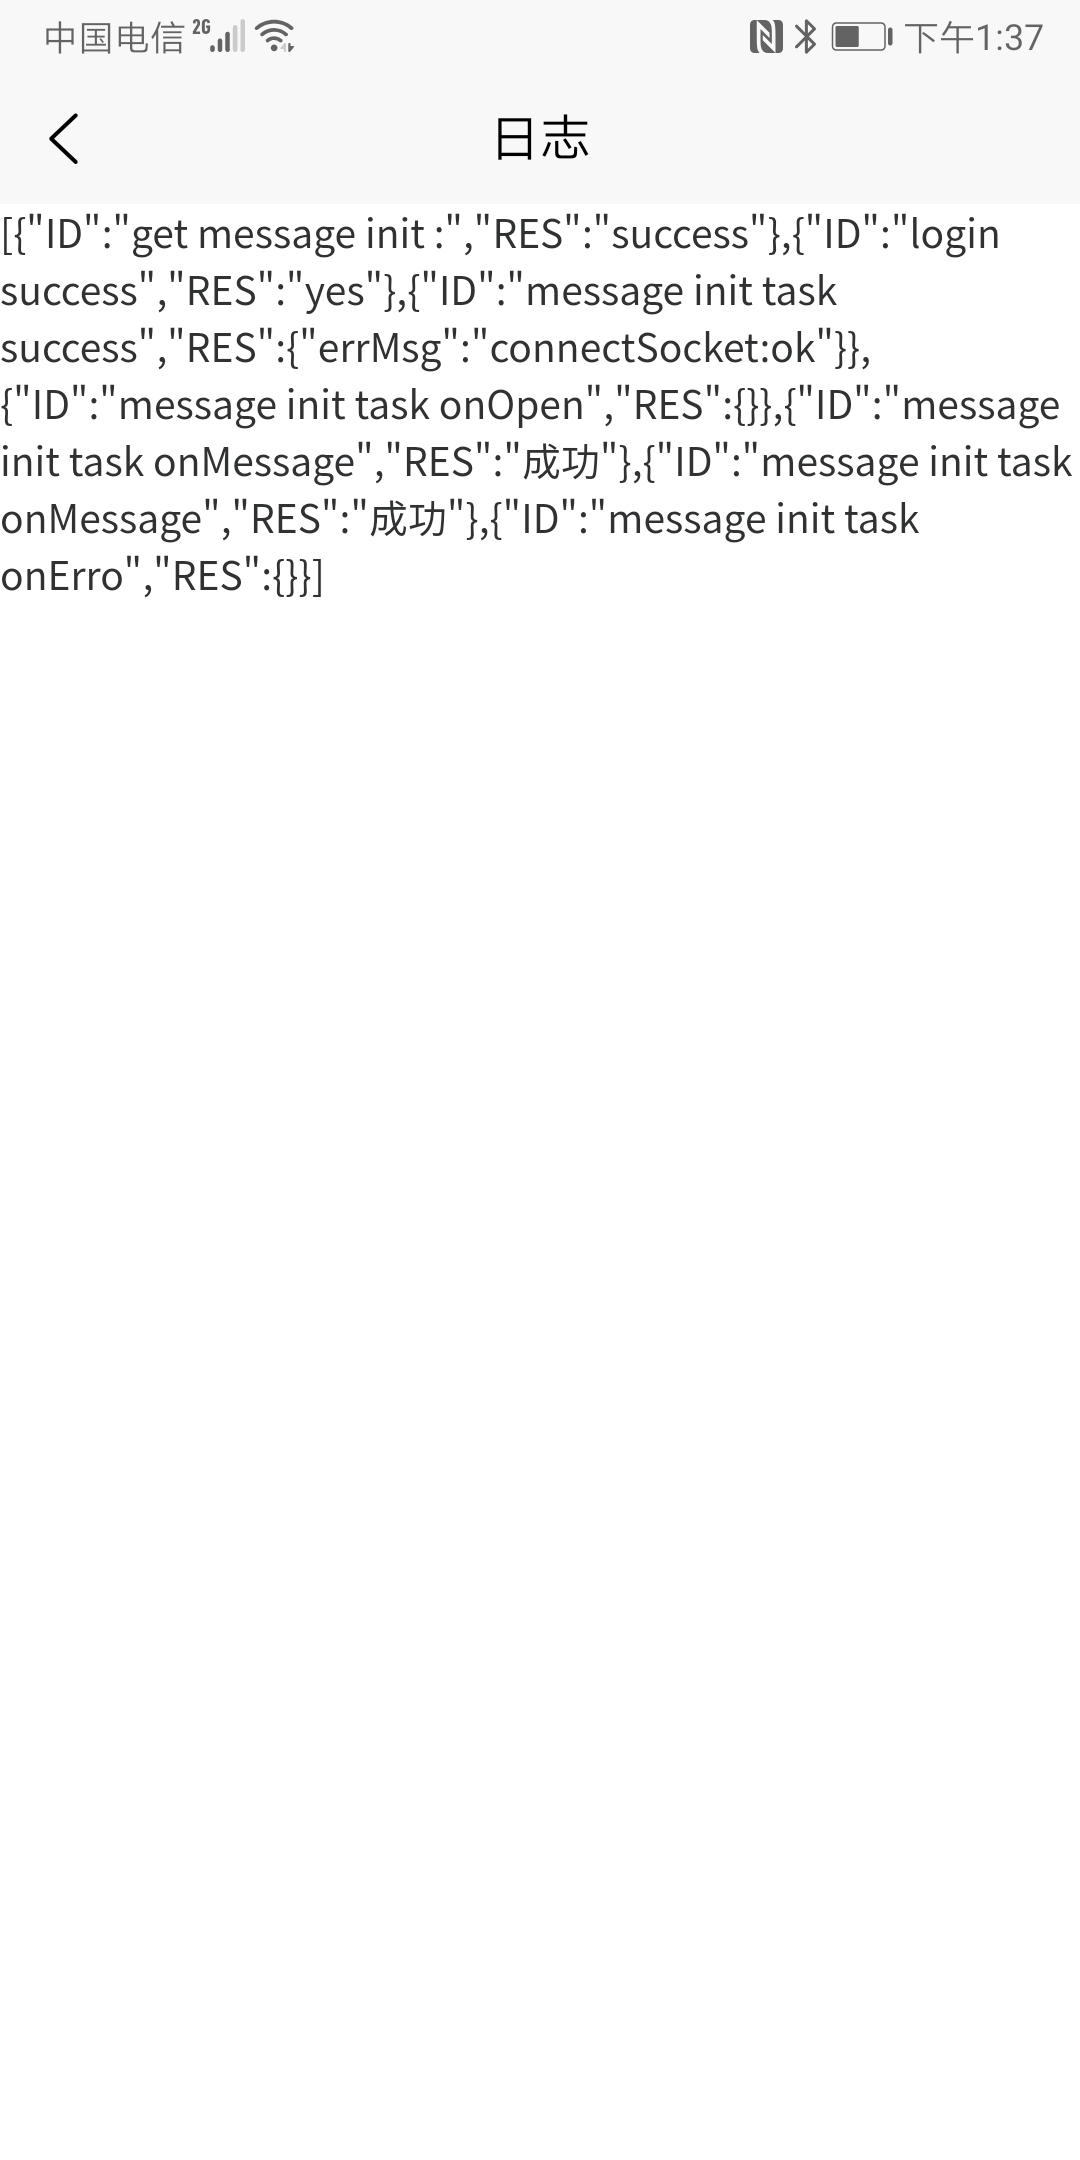 中国电信 2G 下午1:37
日志
[{"ID":"get message init :","RES":"success"},{"ID":"login
success","RES":"yes"},{"ID":"message init task
success","RES":{"errMsg":"connectSocket:ok"}},
{"ID":"message init task onOpen","RES":{}},{"ID":"message
init task onMessage","RES":"成功"},{"ID":"message init task
onMessage","RES":"成功"},{"ID":"message init task
onErro","RES":{}}]